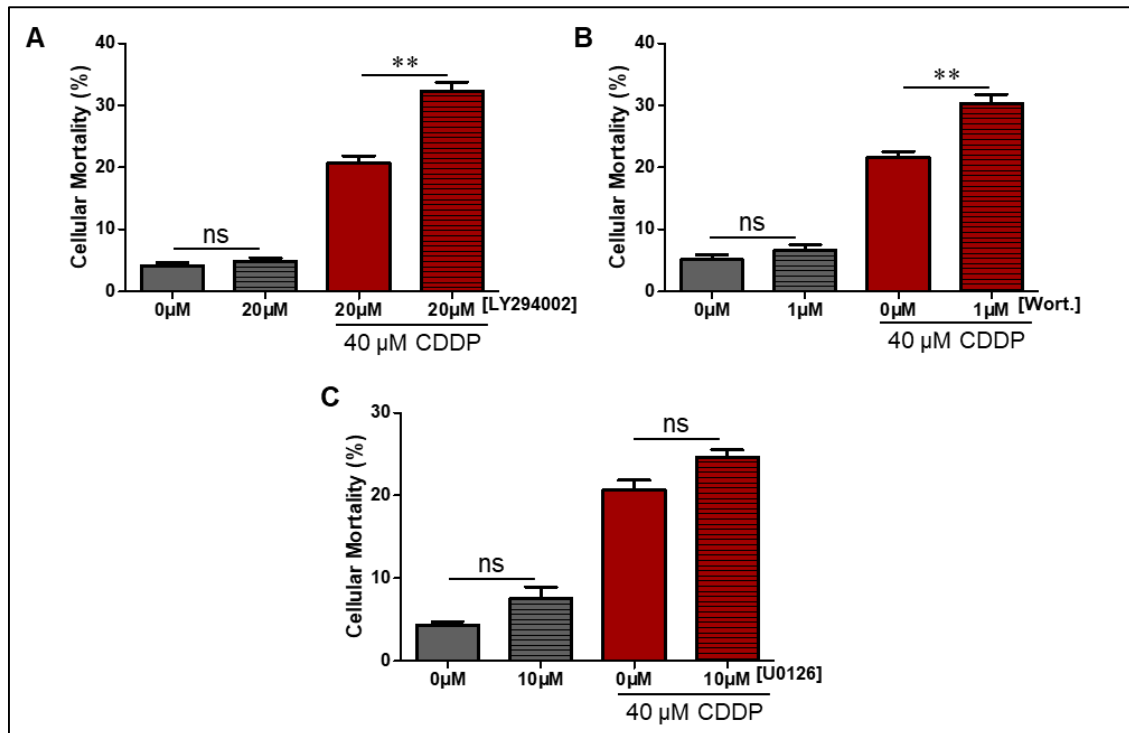 A
Cellular Mortality (%)
40
30
20
10
0
ns
**
0µM 20µM 20µM 20µM [LY294002]
40 µM CDDP
B
Cellular Mortality (%)
40
30
20
10
0
ns
**
0µM 1µM 0µM 1µM [Wort.]
40 µM CDDP
C
Cellular Mortality (%)
30
20
10
0
ns
ns
0µM 10µM 0µM 10µM [U0126]
40 µM CDDP